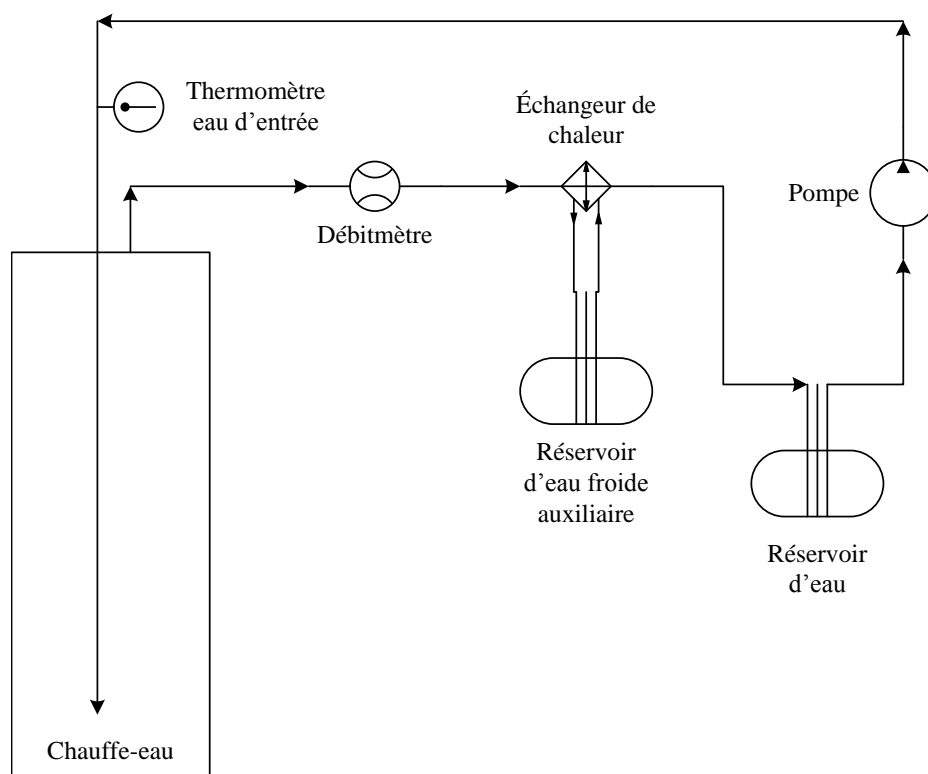 Thermomètre
eau d’entrée
Échangeur de
chaleur
Pompe
Débitmètre
Réservoir
d’eau froide
auxiliaire
Réservoir
d’eau
Chauffe-eau